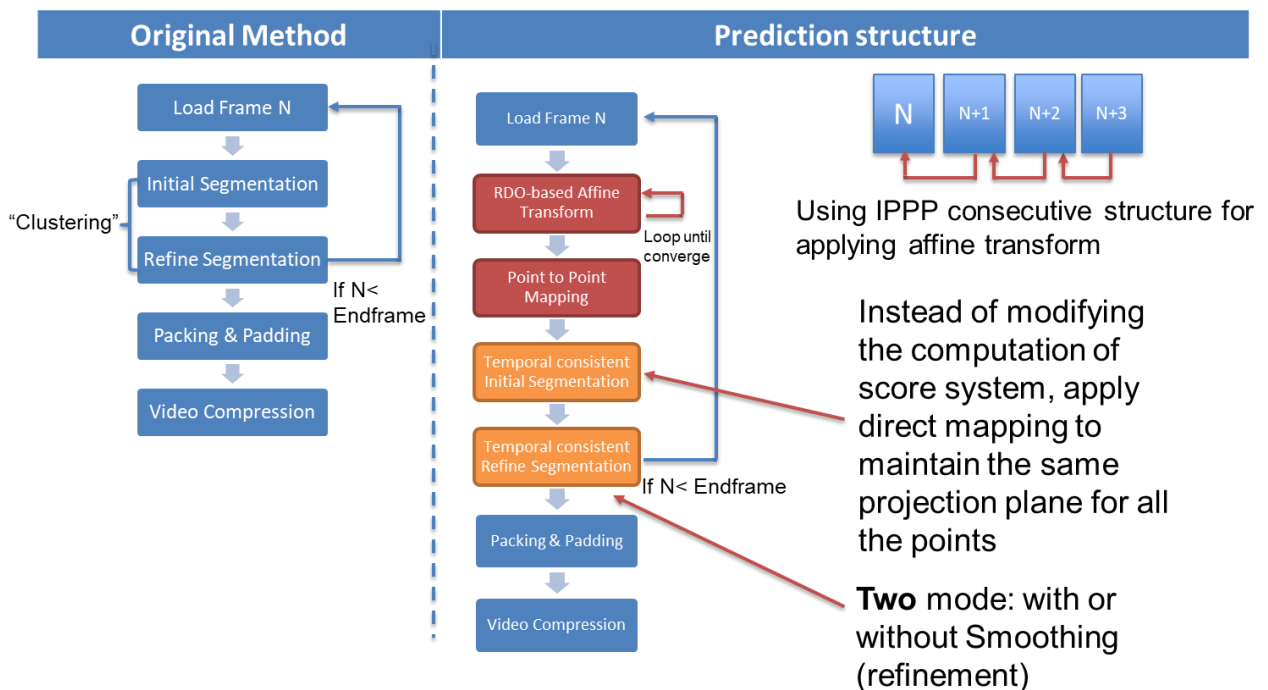 Original Method
Prediction structure
Load Frame N
Initial Segmentation
"Clustering"
Refine Segmentation
If N<
Endframe
Packing & Padding
Video Compression
Load Frame N
RDO-based Affine
Transform
Loop until
converge
Point to Point
Mapping
Temporal consistent
Initial Segmentation
Temporal consistent
Refine Segmentation
If N< Endframe
Packing & Padding
Video Compression
N
N+1
N+2
N+3
Using IPPP consecutive structure for
applying affine transform
Instead of modifying
the computation of
score system, apply
direct mapping to
maintain the same
projection plane for all
the points
Two mode: with or
without Smoothing
(refinement)